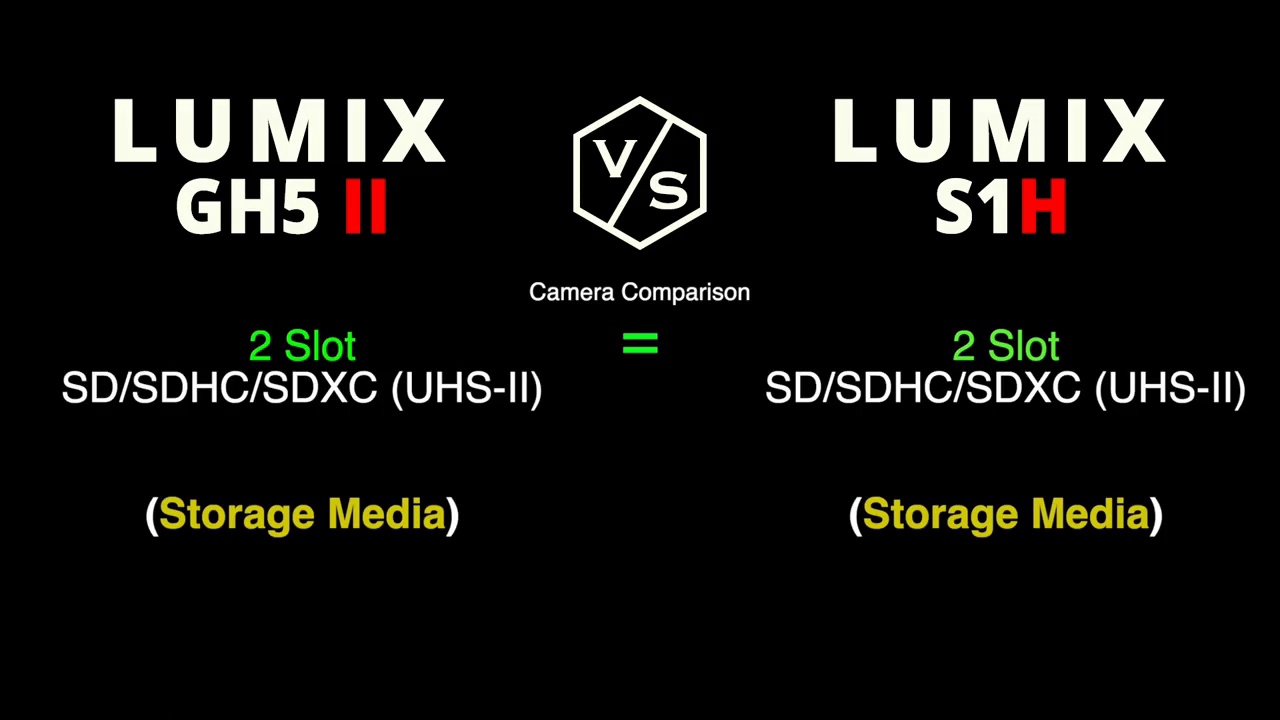 LUMIX
GH5 II
VS
LUMIX
S1H
Camera Comparison
2 Slot
SD/SDHC/SDXC (UHS-II)
=
2 Slot
SD/SDHC/SDXC (UHS-II)
(Storage Media)
(Storage Media)